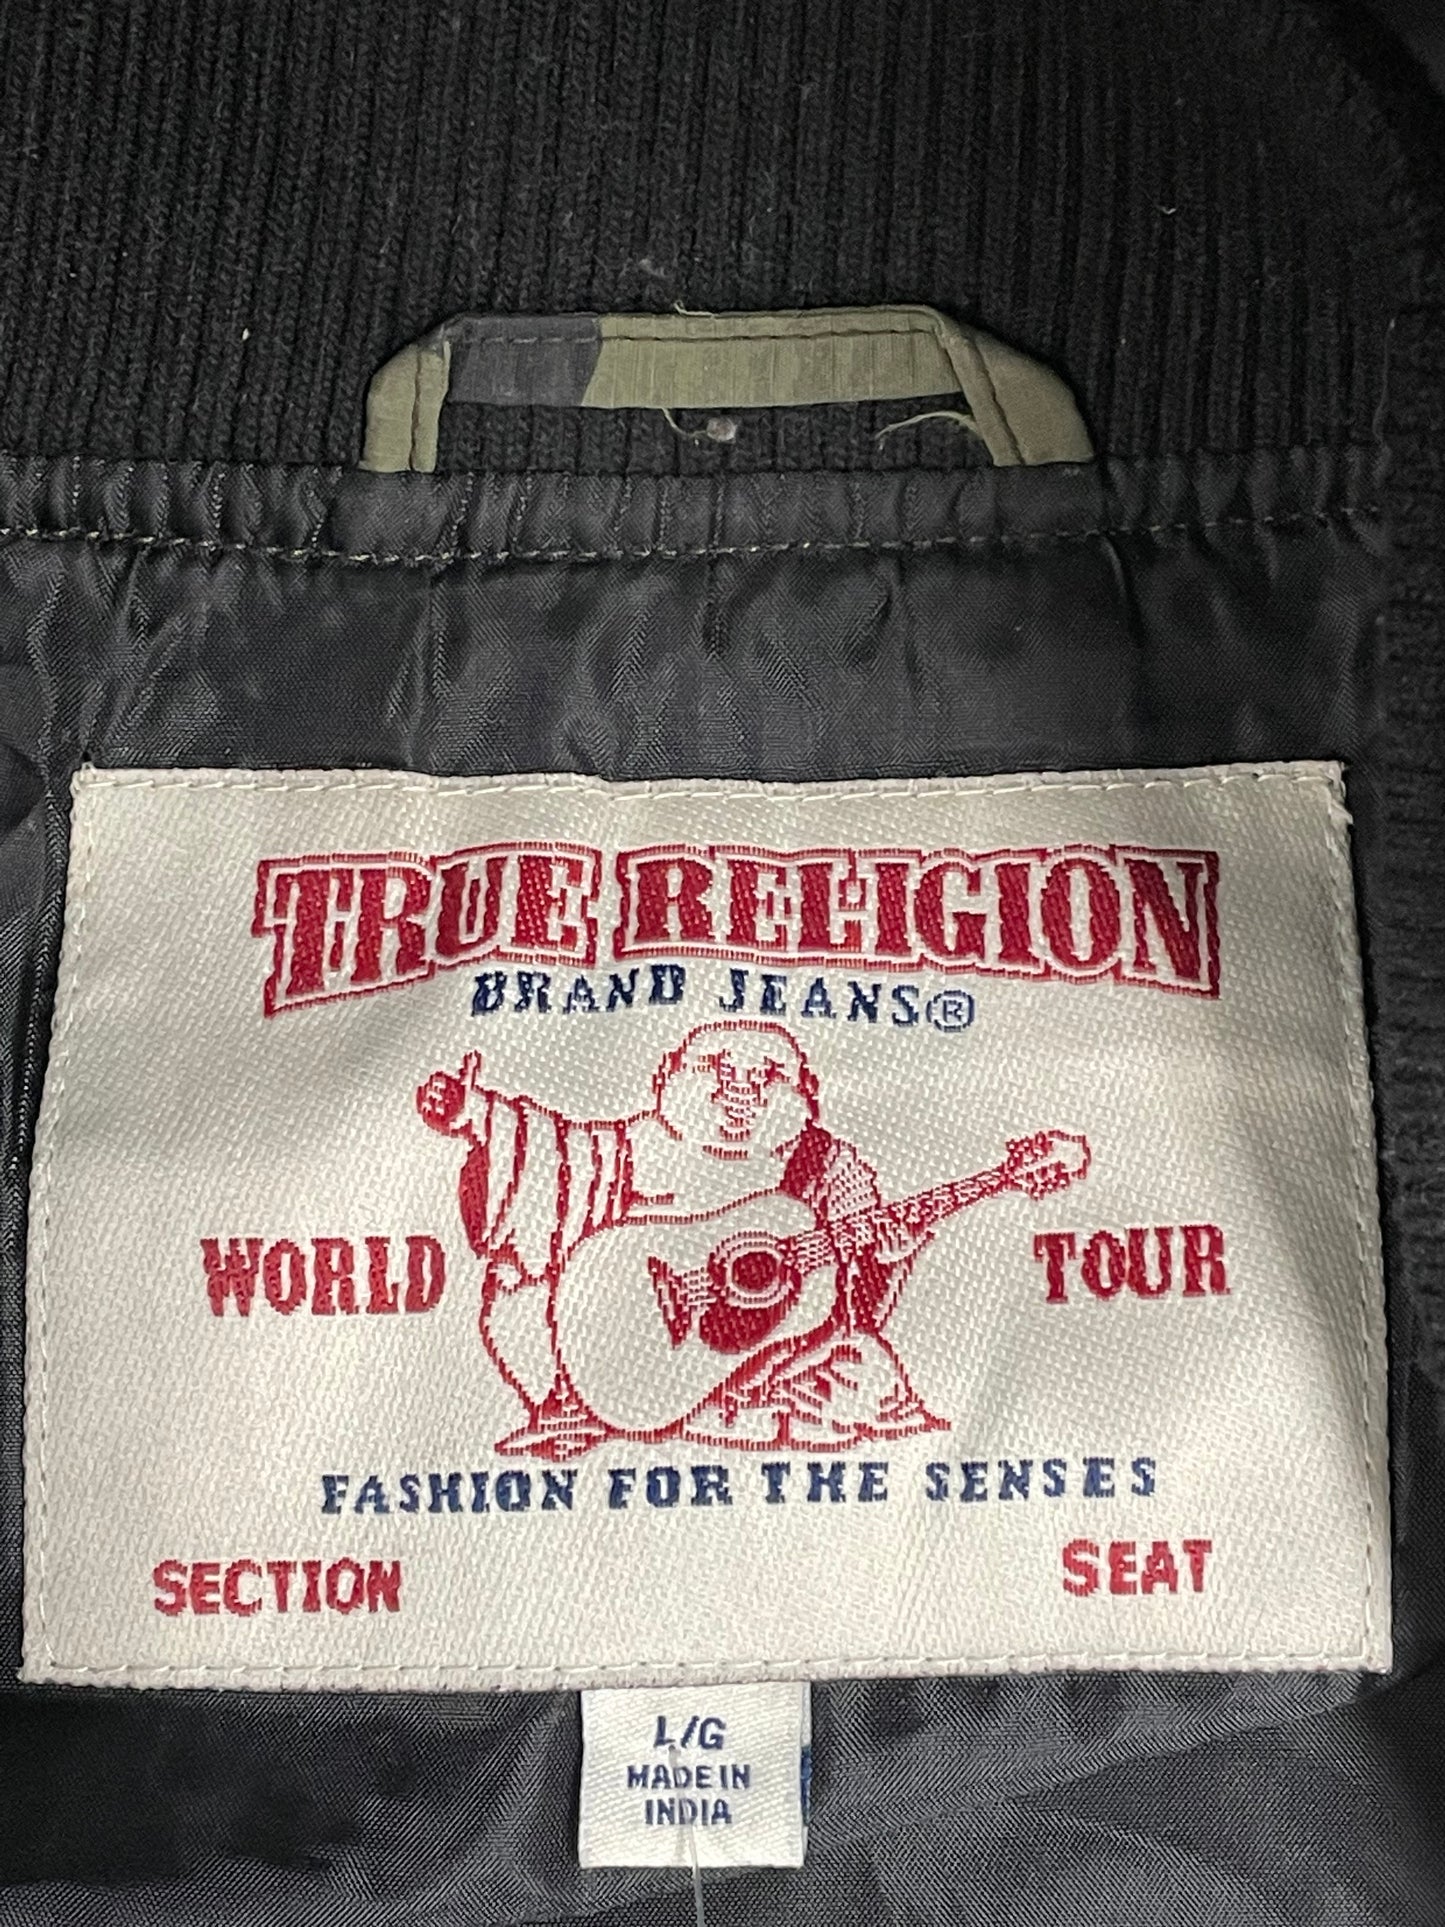 TRUE RELIGION
BRAND JEANS®
WORLD TOUR
FASHION FOR THE SENSES
SECTION SEAT
L/G
MADE IN
INDIA